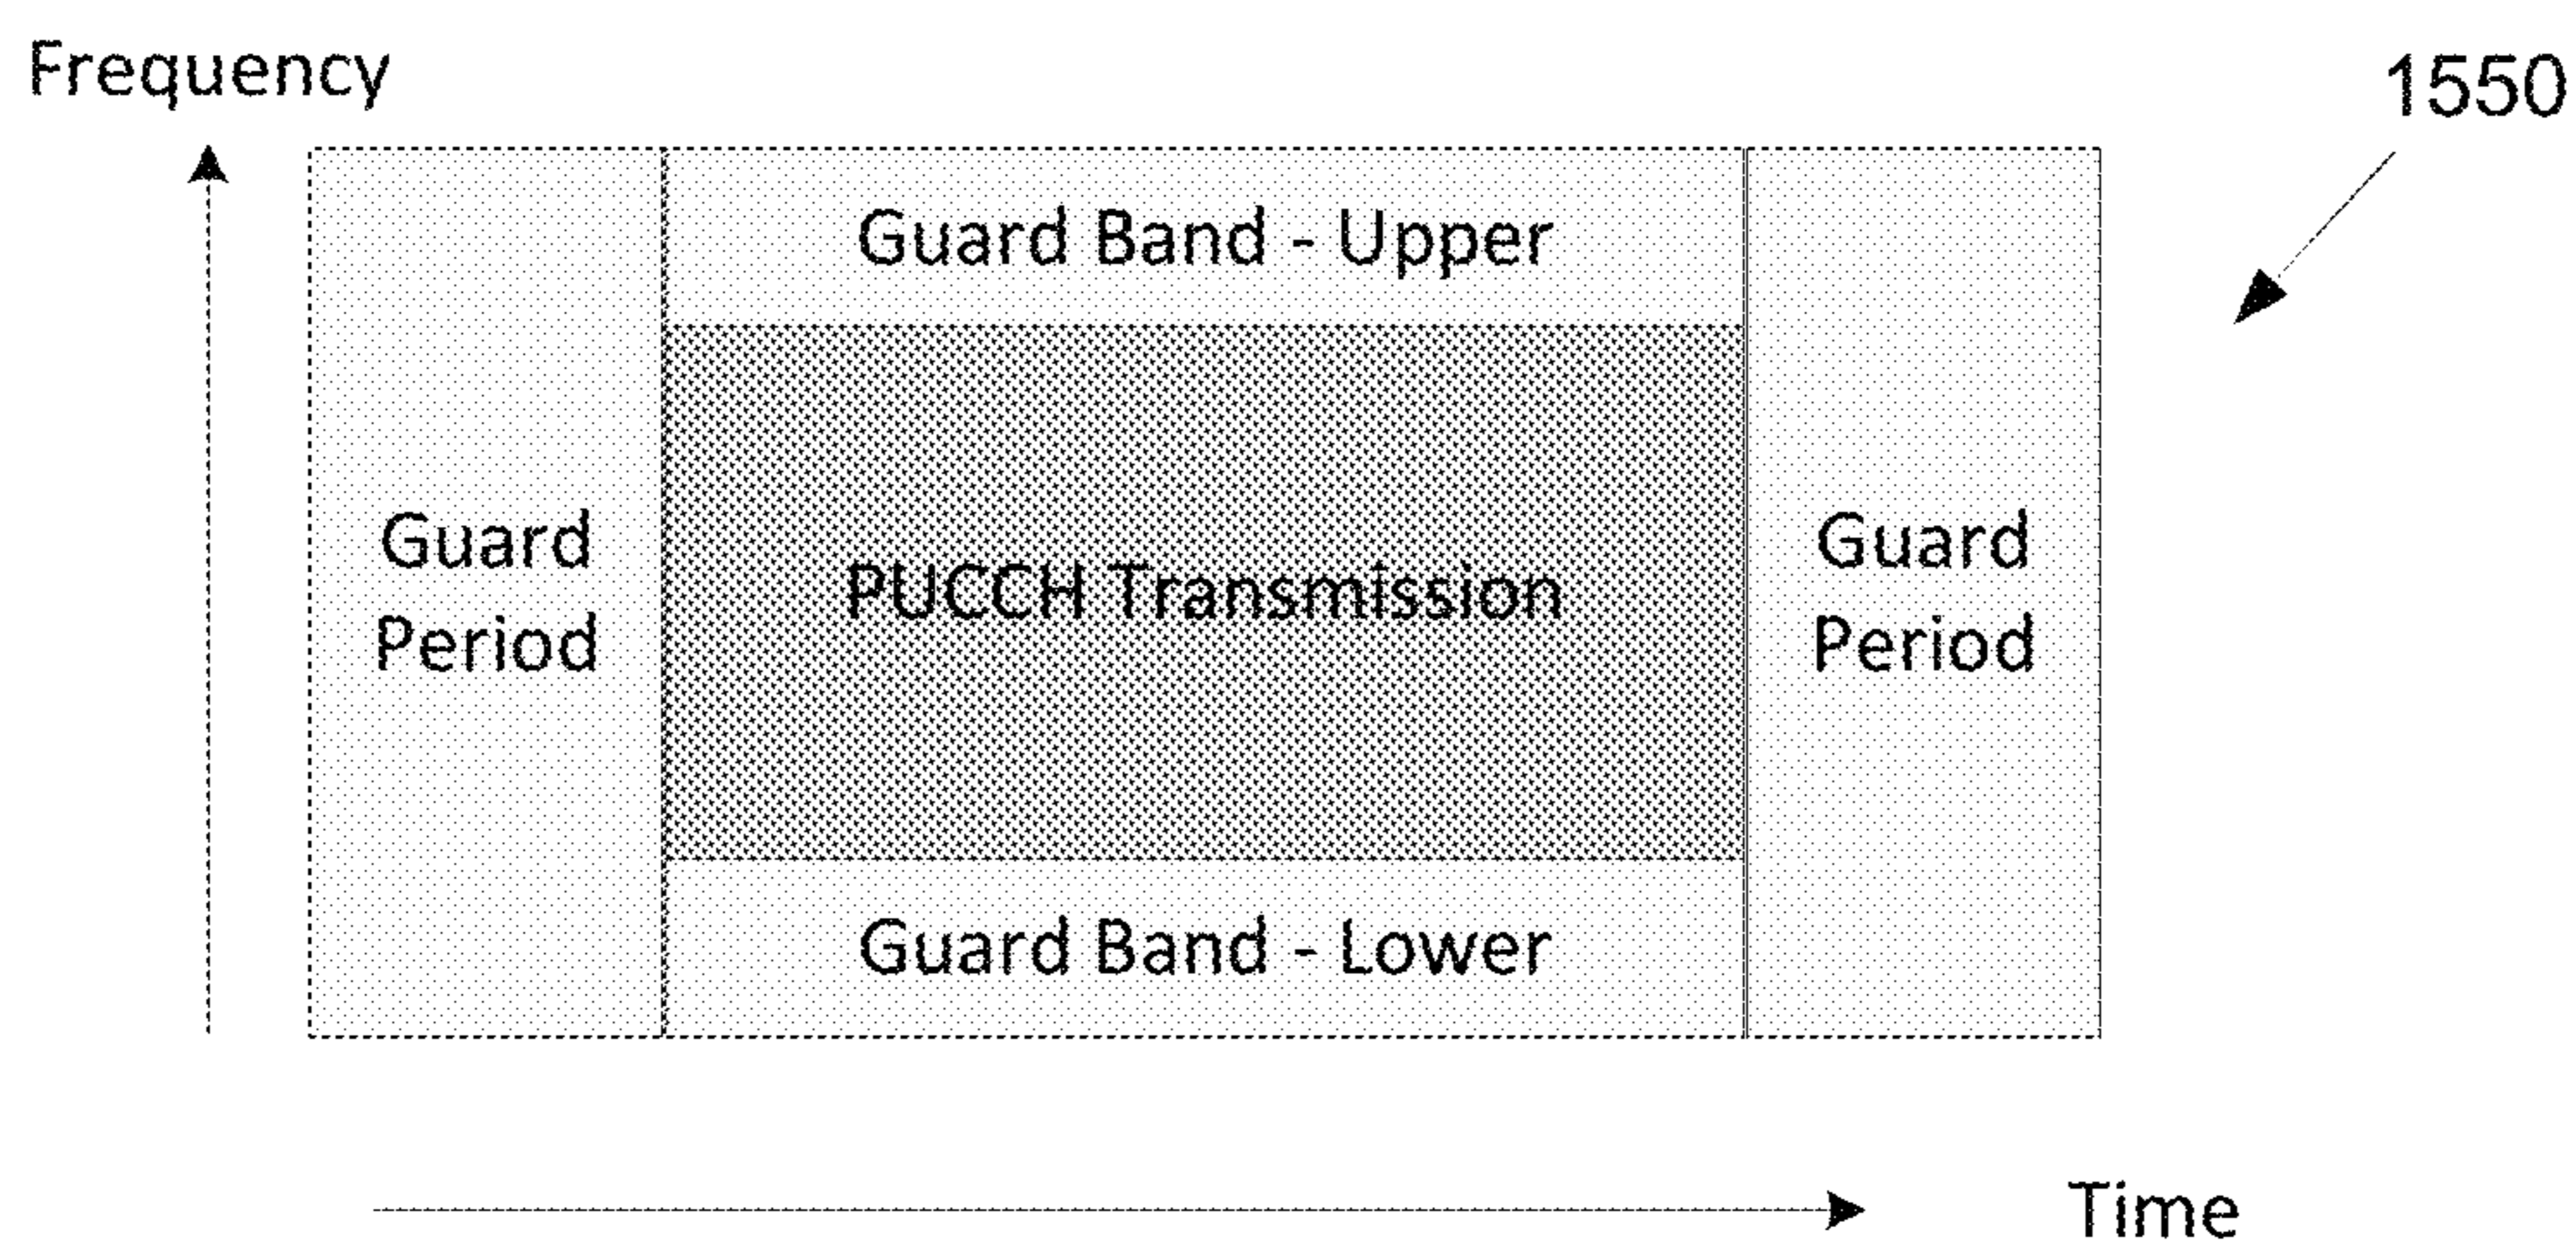 Frequency
1550
Guard Band - Upper
Guard
Period
PUCCH Transmission
Guard
Period
Guard Band - Lower
Time